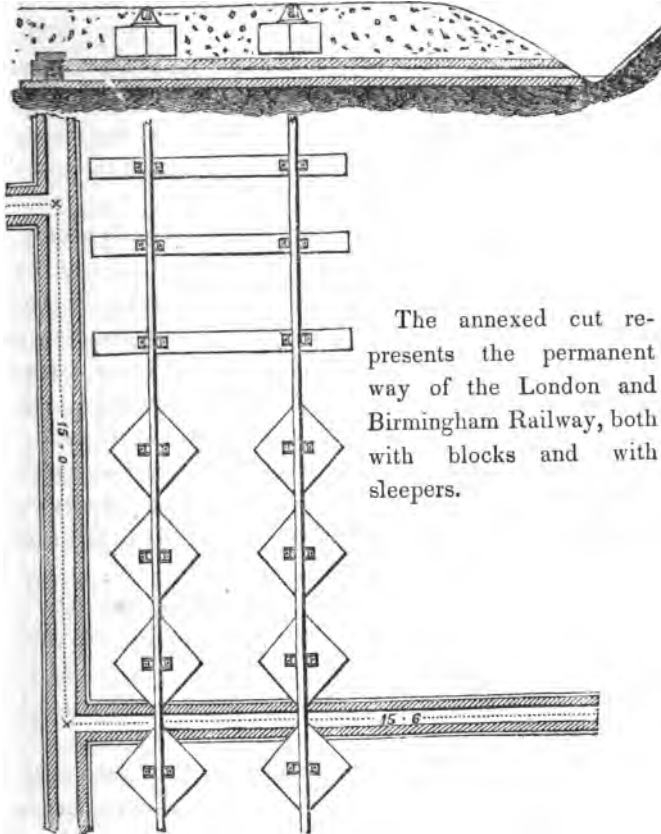 The annexed cut re-
presents the permanent
way of the London and
Birmingham Railway, both
with blocks and with
sleepers.
15·0
15·6